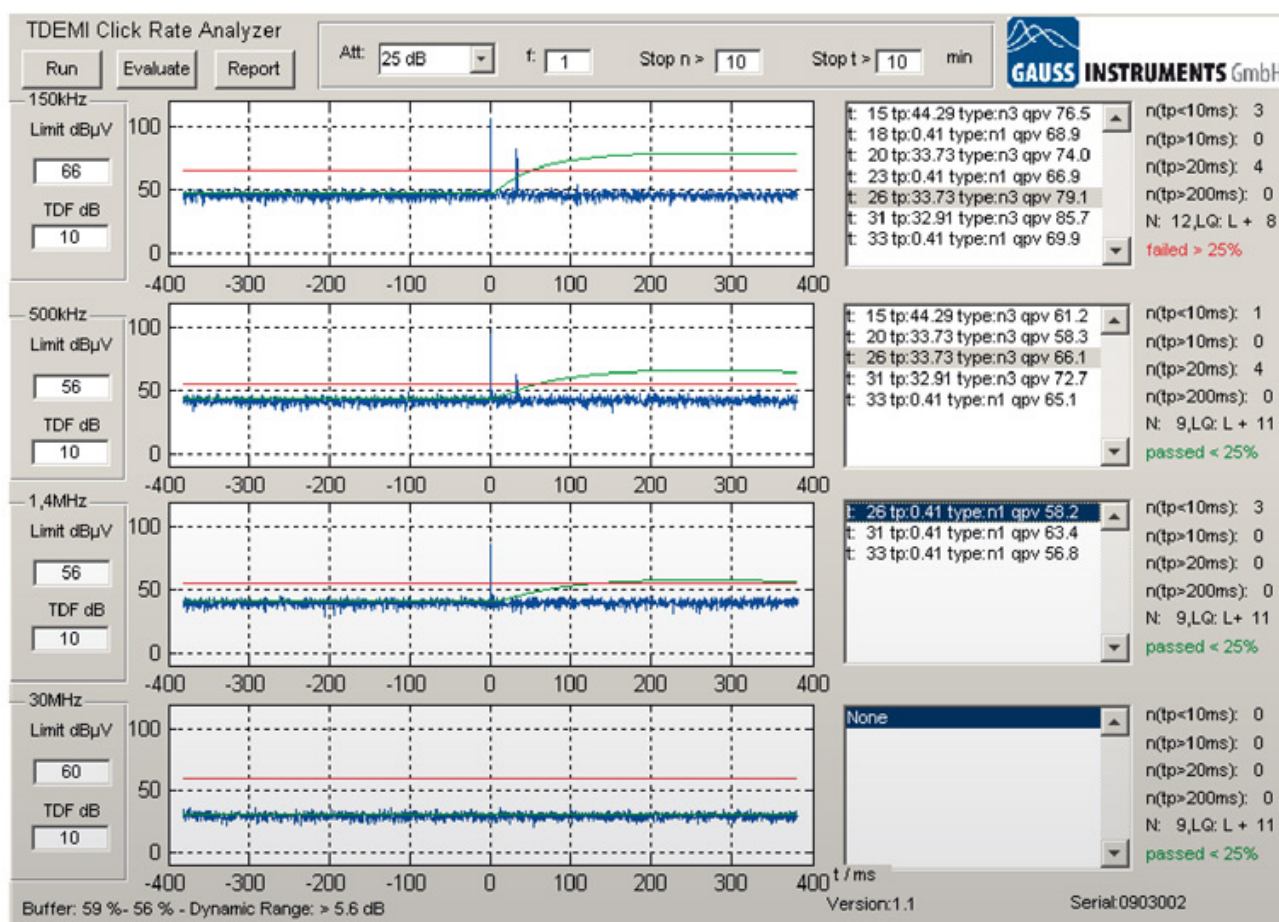 TDEMI Click Rate Analyzer
Run Evaluate Report
Att: 25 dB f: 1 Stop n > 10 Stop t > 10 min
GAUSS INSTRUMENTS GmbH
150kHz
Limit dBµV
66
TDF dB
10
100
50
0
-400 -300 -200 -100 0 100 200 300 400
t: 15 tp:44.29 type:n3 qpv 76.5
t: 18 tp:0.41 type:n1 qpv 68.9
t: 20 tp:33.73 type:n3 qpv 74.0
t: 23 tp:0.41 type:n1 qpv 66.9
t: 26 tp:33.73 type:n3 qpv 79.1
t: 31 tp:32.91 type:n3 qpv 85.7
t: 33 tp:0.41 type:n1 qpv 69.9
n(tp<10ms): 3
n(tp>10ms): 0
n(tp>20ms): 4
n(tp>200ms): 0
N: 12,LQ: L + 8
failed > 25%
500kHz
Limit dBµV
56
TDF dB
10
100
50
0
-400 -300 -200 -100 0 100 200 300 400
t: 15 tp:44.29 type:n3 qpv 61.2
t: 20 tp:33.73 type:n3 qpv 58.3
t: 26 tp:33.73 type:n3 qpv 66.1
t: 31 tp:32.91 type:n3 qpv 72.7
t: 33 tp:0.41 type:n1 qpv 65.1
n(tp<10ms): 1
n(tp>10ms): 0
n(tp>20ms): 4
n(tp>200ms): 0
N: 9,LQ: L + 11
passed < 25%
1,4MHz
Limit dBµV
56
TDF dB
10
100
50
0
-400 -300 -200 -100 0 100 200 300 400
t: 26 tp:0.41 type:n1 qpv 58.2
t: 31 tp:0.41 type:n1 qpv 63.4
t: 33 tp:0.41 type:n1 qpv 56.8
n(tp<10ms): 3
n(tp>10ms): 0
n(tp>20ms): 0
n(tp>200ms): 0
N: 9,LQ: L+ 11
passed < 25%
30MHz
Limit dBµV
60
TDF dB
10
100
50
0
-400 -300 -200 -100 0 100 200 300 400
t / ms
None
n(tp<10ms): 0
n(tp>10ms): 0
n(tp>20ms): 0
n(tp>200ms): 0
N: 9,LQ: L + 11
passed < 25%
Buffer: 59 %- 56 % - Dynamic Range: > 5.6 dB
Version:1.1
Serial:0903002